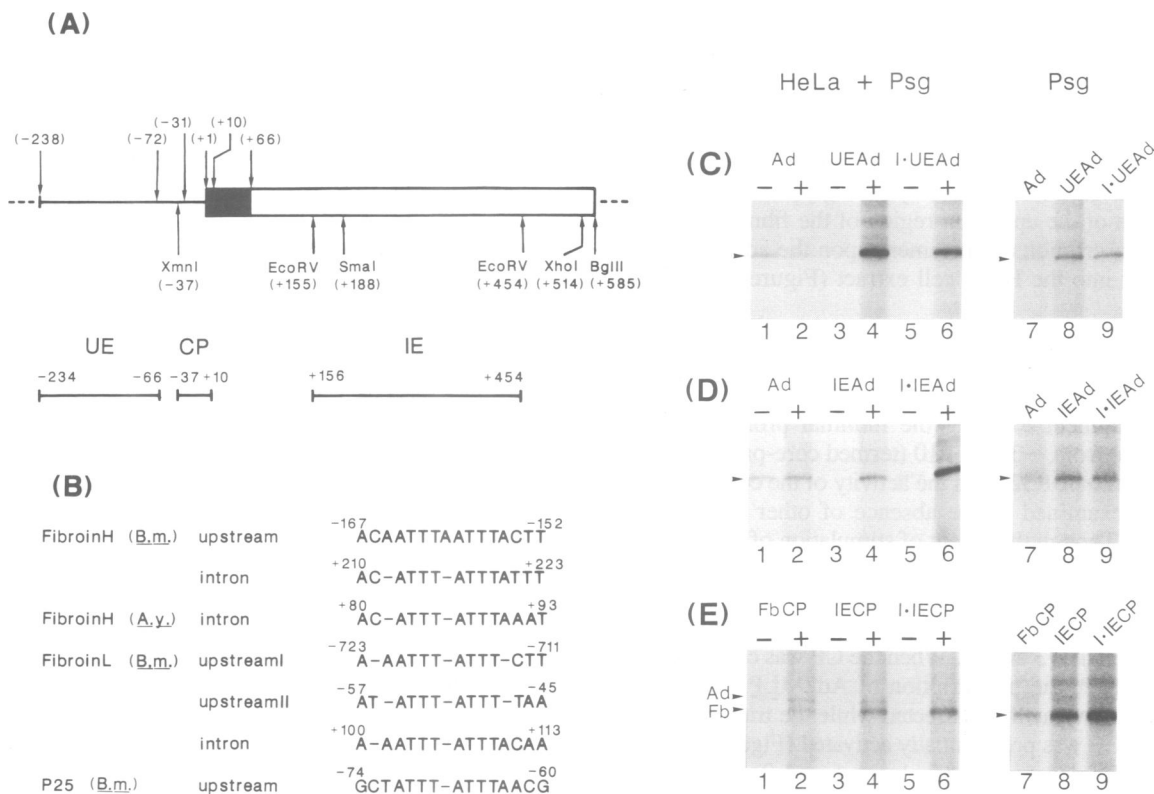 (A)
(-238)
(-72)
(-31)
(+1)
(+10)
(+66)
XmnI
(-37)
EcoRV
(+155)
SmaI
(+188)
EcoRV
(+454)
XhoI
(+514)
BglII
(+585)
UE
CP
IE
-234
-66
-37
+10
+156
+454
(B)
-167 -152
FibroinH (B.m.) upstream ACAATTTAATTTACTT
+210 +223
intron AC-ATTT-ATTTATTT
+80 +93
FibroinH (A.y.) intron AC-ATTT-ATTTAAAT
-723 -711
FibroinL (B.m.) upstreamI A-AATTT-ATTT-CTT
-57 -45
upstreamII AT-ATTT-ATTT-TAA
+100 +113
intron A-AATTT-ATTTACAA
-74 -60
P25 (B.m.) upstream GCTATTT-ATTTAACG
HeLa + Psg
Psg
(C)
Ad UEAd I·UEAd
- + - + - +
Ad UEAd I·UEAd
1 2 3 4 5 6
7 8 9
(D)
Ad IEAd I·IEAd
- + - + - +
Ad IEAd I·IEAd
1 2 3 4 5 6
7 8 9
(E)
FbCP IECP I·IECP
- + - + - +
FbCP IECP I·IECP
Ad
Fb
1 2 3 4 5 6
7 8 9